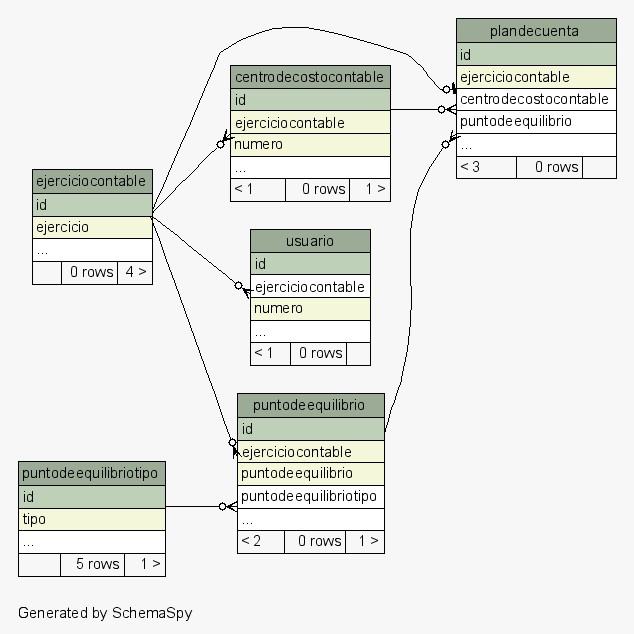 plandecuenta
id
ejerciciocontable
centrodecostocontable
puntodeequilibrio
...
< 3 0 rows
centrodecostocontable
id
ejerciciocontable
numero
...
< 1 0 rows 1 >
ejerciciocontable
id
ejercicio
...
0 rows 4 >
usuario
id
ejerciciocontable
numero
...
< 1 0 rows
puntodeequilibrio
id
ejerciciocontable
puntodeequilibrio
puntodeequilibriotipo
...
< 2 0 rows 1 >
puntodeequilibriotipo
id
tipo
...
5 rows 1 >
Generated by SchemaSpy